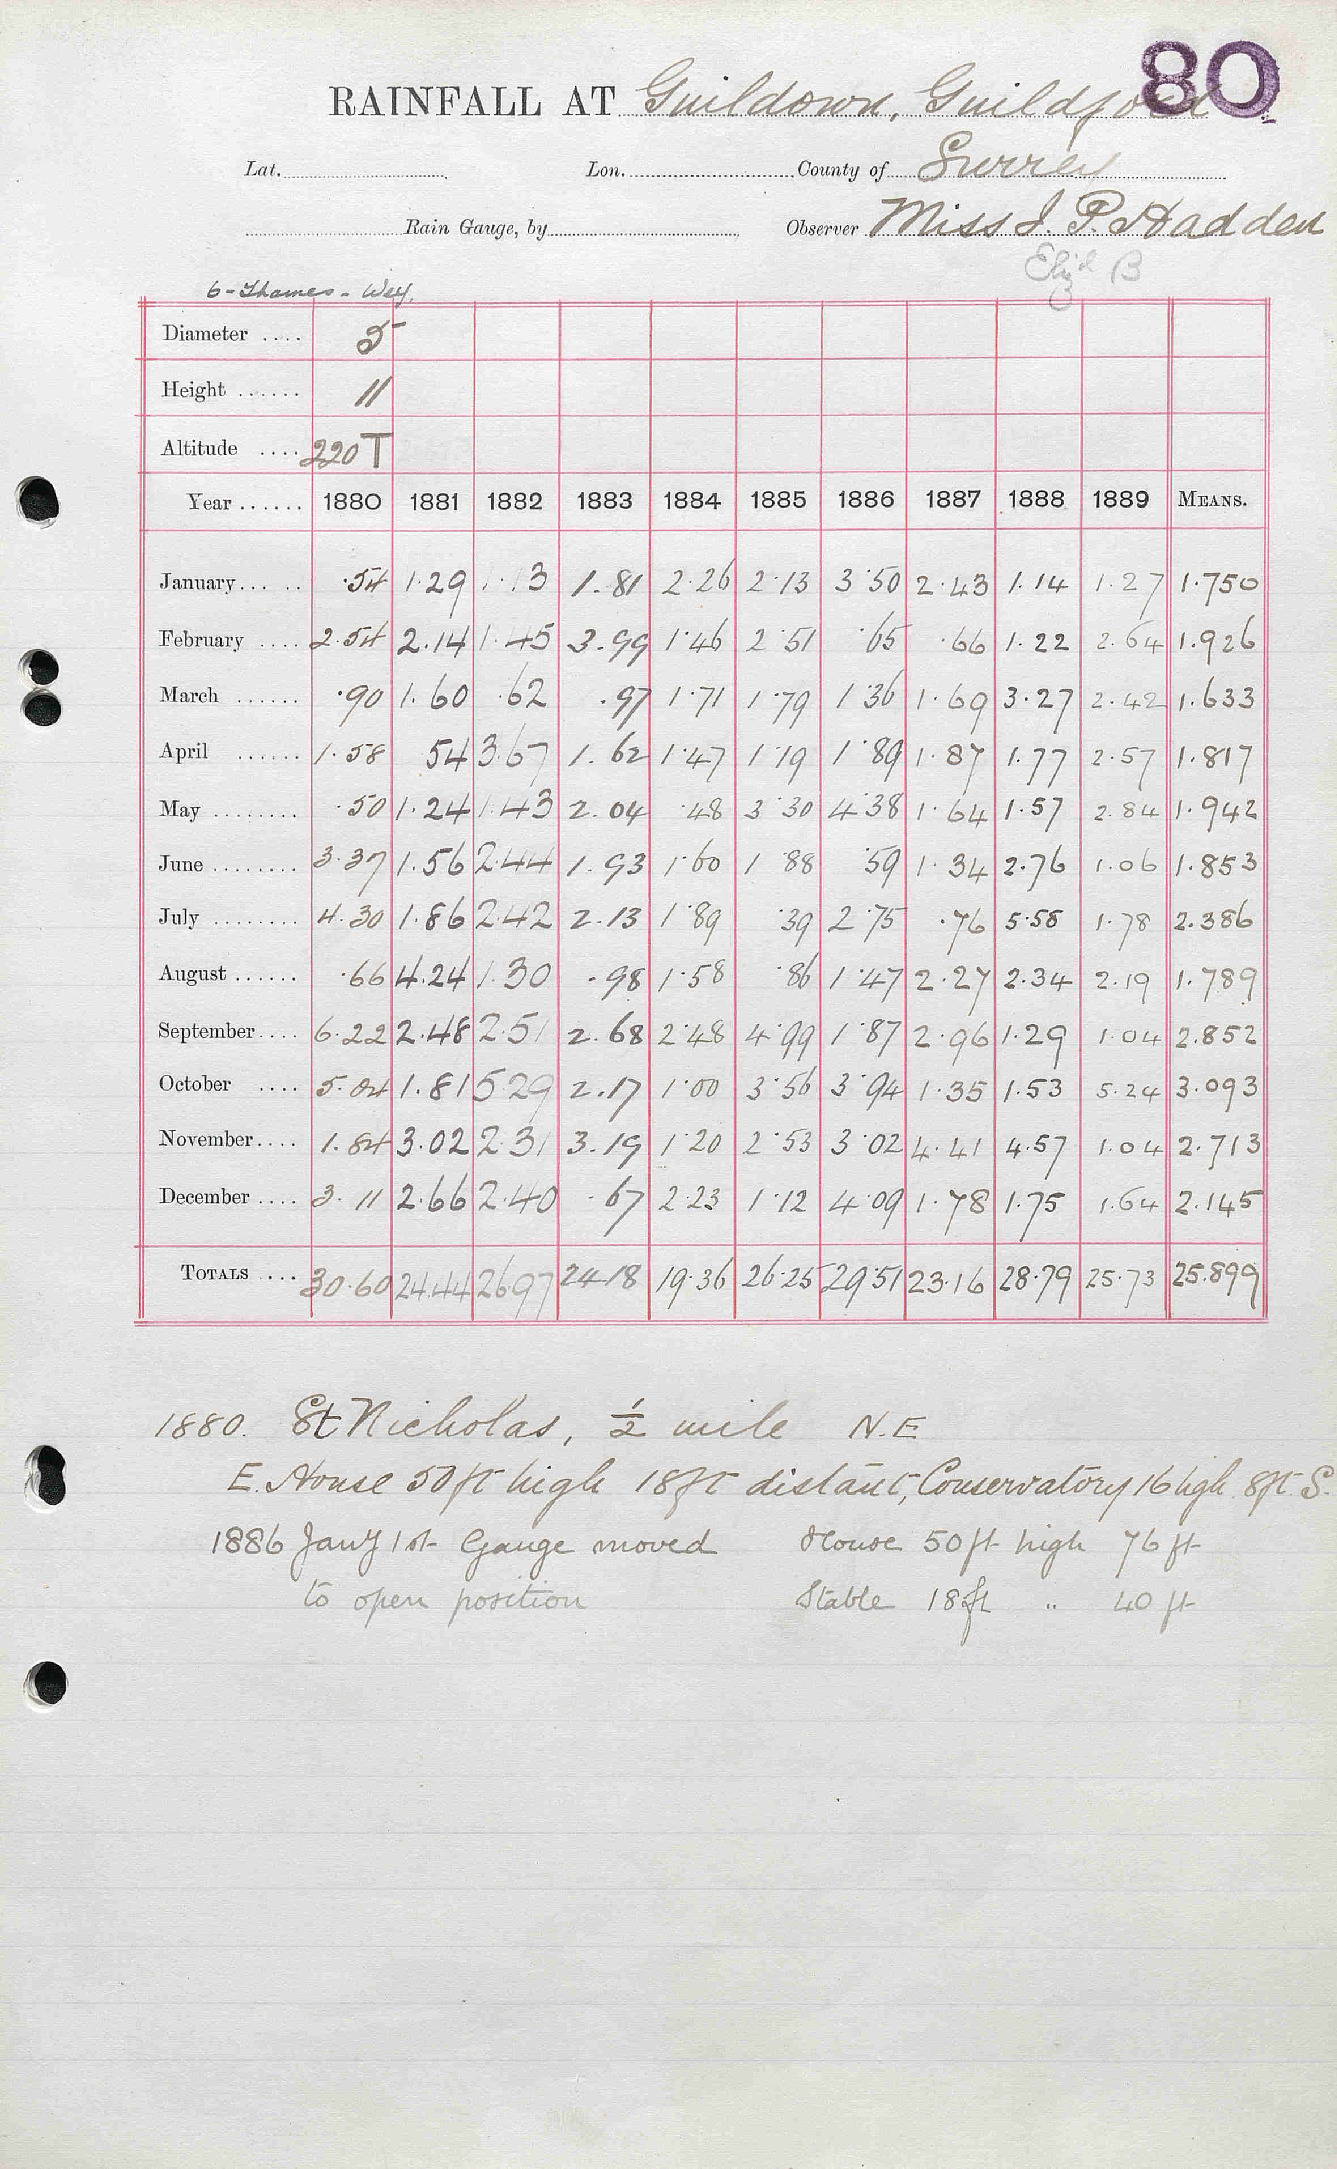 80
RAINFALL AT Guildown, Guildford
Lat. Lon. County of Surrey
Rain Gauge, by Observer Miss J. P. Hadden
6 - Thames - Wey.
Diameter .... 5
Height ...... 11
Altitude .... 220 T
Year ...... 1880 1881 1882 1883 1884 1885 1886 1887 1888 1889 MEANS.
January ...... .54 1.29 1.13 1.81 2.26 2.13 3.50 2.43 1.14 1.27 1.750
February .... 2.54 2.14 1.45 3.99 1.46 2.51 .65 .66 1.22 2.64 1.926
March ...... .90 1.60 .62 .97 1.71 1.79 1.36 1.69 3.27 2.42 1.633
April ...... 1.58 54 3.67 1.62 1.47 1.19 1.89 1.87 1.77 2.57 1.817
May ........ .50 1.24 1.43 2.04 .48 3.30 4.38 1.64 1.57 2.84 1.942
June ........ 3.37 1.56 2.44 1.93 1.60 1.88 .59 1.34 2.76 1.06 1.853
July ........ 4.30 1.86 2.42 2.13 1.89 .39 2.75 .76 5.58 1.78 2.386
August ...... .66 4.24 1.30 .98 1.58 .86 1.47 2.27 2.34 2.19 1.789
September .... 6.22 2.48 2.51 2.68 2.48 4.99 1.87 2.96 1.29 1.04 2.852
October .... 5.04 1.81 5.29 2.17 1.00 3.56 3.94 1.35 1.53 5.24 3.093
November .... 1.84 3.02 2.31 3.19 1.20 2.53 3.02 4.41 4.57 1.04 2.713
December .... 3.11 2.66 2.40 .67 2.23 1.12 4.09 1.78 1.75 1.64 2.145
TOTALS ... 30.60 24.44 26.97 24.18 19.36 26.25 29.51 23.16 28.79 25.73 25.899
1880. St Nicholas, ½ mile N.E
E. House 50ft high 18ft distant, Conservatory 16 high 8ft S.
1886 Jany 1st Gauge moved House 50 ft high 76 ft
to open position Stable 18ft " 40 ft